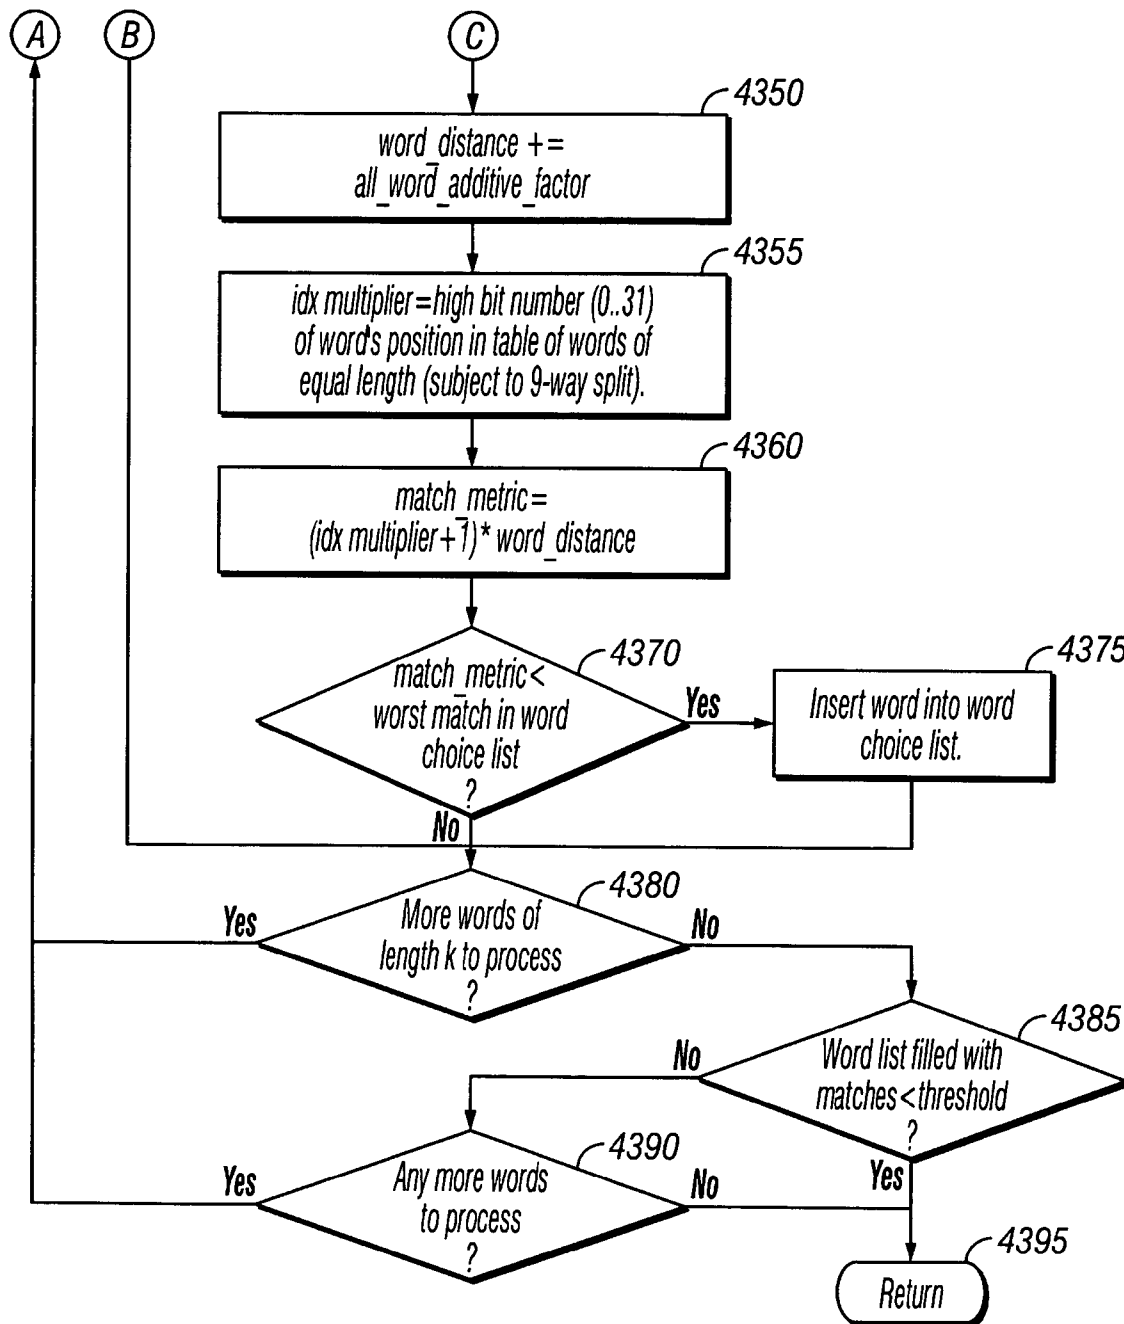 A
B
C
4350
word_distance +=
all_word_additive_factor
4355
idx multiplier=high bit number (0..31)
of word's position in table of words of
equal length (subject to 9-way split).
4360
match_metric=
(idx multiplier+1)* word_distance
4370
match_metric<
worst match in word
choice list
?
Yes
4375
Insert word into word
choice list.
No
4380
More words of
length k to process
?
Yes
No
4385
Word list filled with
matches<threshold
?
No
Yes
4390
Any more words
to process
?
Yes
No
4395
Return